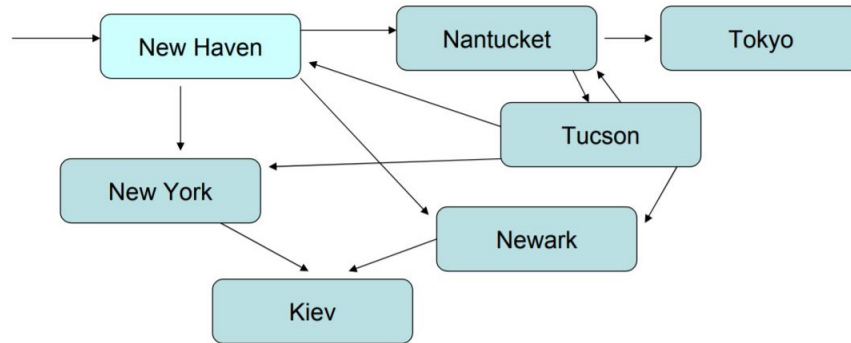 New Haven
Nantucket
Tokyo
Tucson
New York
Newark
Kiev